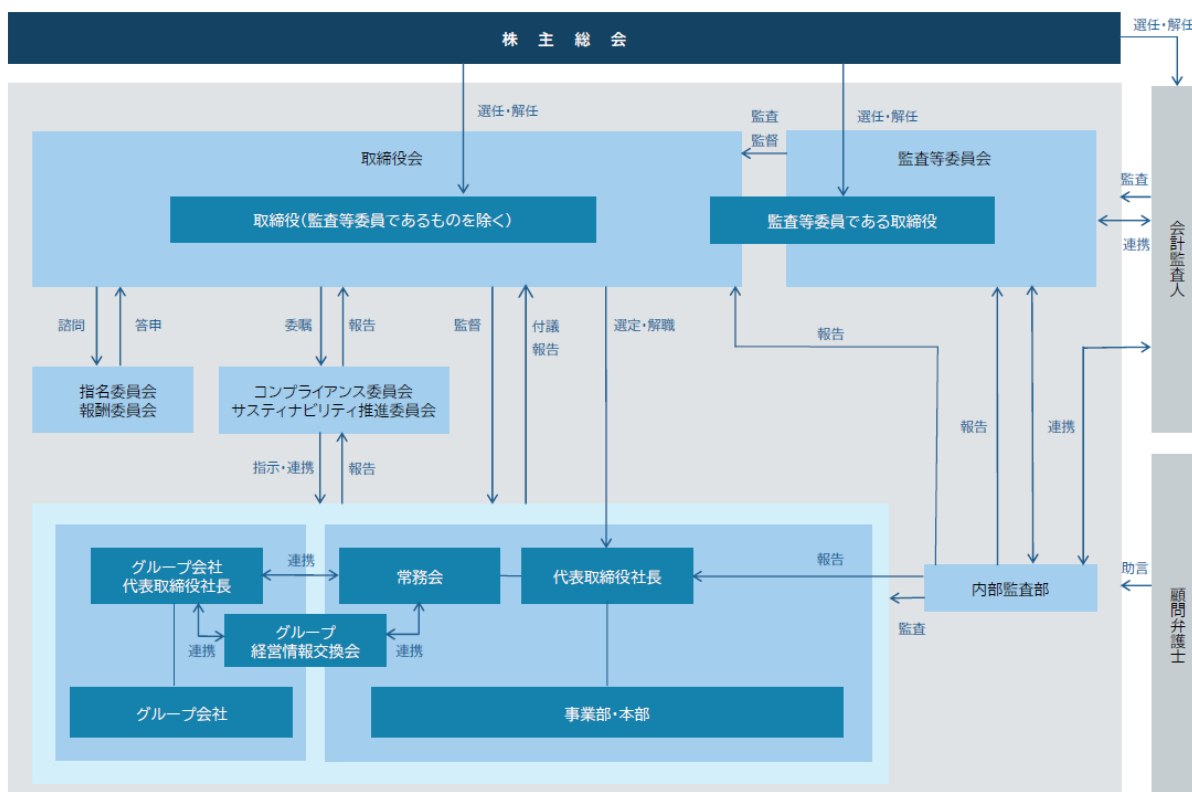 株主総会
選任・解任
選任・解任
監査
監督
選任・解任
取締役会
監査等委員会
監査
取締役(監査等委員であるものを除く)
監査等委員である取締役
連携
会計監査人
諮問
答申
委嘱
報告
監督
付議
報告
選定・解職
報告
指名委員会
報酬委員会
コンプライアンス委員会
サスティナビリティ推進委員会
報告
連携
指示・連携
報告
グループ会社
代表取締役社長
連携
常務会
代表取締役社長
報告
内部監査部
助言
顧問弁護士
監査
連携
グループ
経営情報交換会
連携
グループ会社
事業部・本部